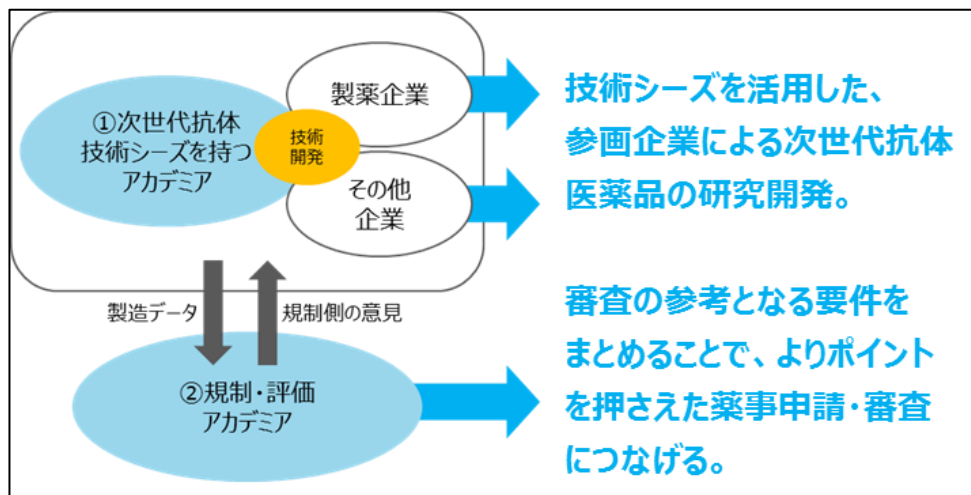 ①次世代抗体
技術シーズを持つ
アカデミア
技術
開発
製薬企業
その他
企業
技術シーズを活用した、
参画企業による次世代抗体
医薬品の研究開発。
製造データ
規制側の意見
②規制・評価
アカデミア
審査の参考となる要件を
まとめることで、よりポイント
を押さえた薬事申請・審査
につなげる。